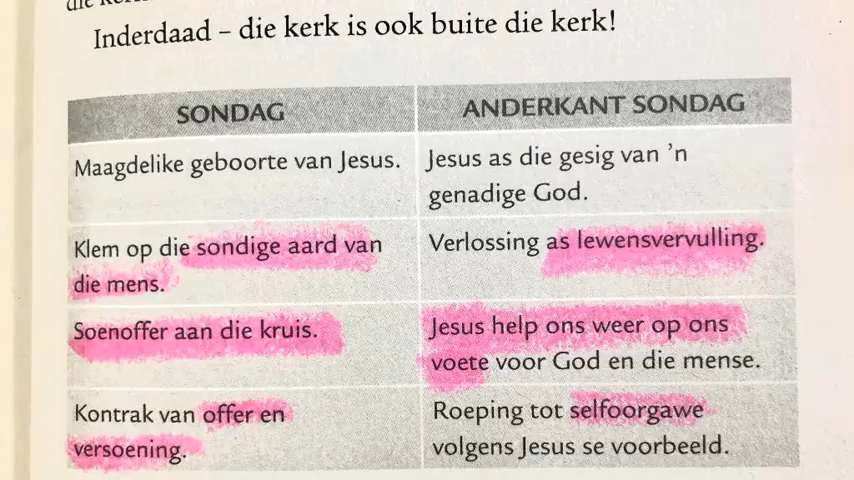 die
Inderdaad – die kerk is ook buite die kerk!
SONDAG
ANDERKANT SONDAG
Maagdelike geboorte van Jesus.
Jesus as die gesig van 'n
genadige God.
Klem op die sondige aard van
die mens.
Verlossing as lewensvervulling.
Soenoffer aan die kruis.
Jesus help ons weer op ons
voete voor God en die mense.
Kontrak van offer en
versoening.
Roeping tot selfoorgawe
volgens Jesus se voorbeeld.